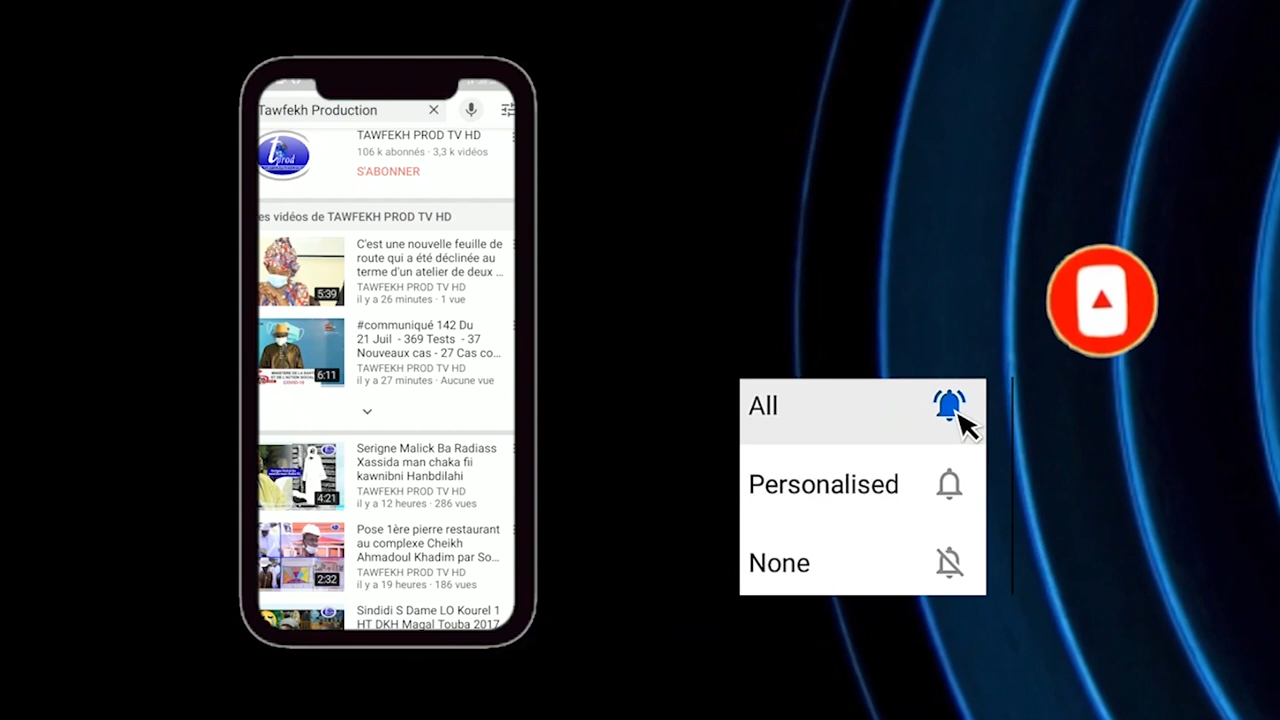 Tawfekh Production
TAWFEKH PROD TV HD
106 k abonnés · 3,3 k vidéos
S'ABONNER
prod
es vidéos de TAWFEKH PROD TV HD
C'est une nouvelle feuille de
route qui a été déclinée au
terme d'un atelier de deux ...
TAWFEKH PROD TV HD
il y a 26 minutes · 1 vue
5:39
#communiqué 142 Du
21 Juil - 369 Tests - 37
Nouveaux cas - 27 Cas co...
TAWFEKH PROD TV HD
il y a 27 minutes · Aucune vue
6:11
Serigne Malick Ba Radiass
Xassida man chaka fii
kawnibni Hanbdilahi
TAWFEKH PROD TV HD
il y a 12 heures · 286 vues
4:21
Pose 1ère pierre restaurant
au complexe Cheikh
Ahmadoul Khadim par So...
TAWFEKH PROD TV HD
il y a 19 heures · 186 vues
2:32
Sindidi S Dame LO Kourel 1
HT DKH Magal Touba 2017
All
Personalised
None